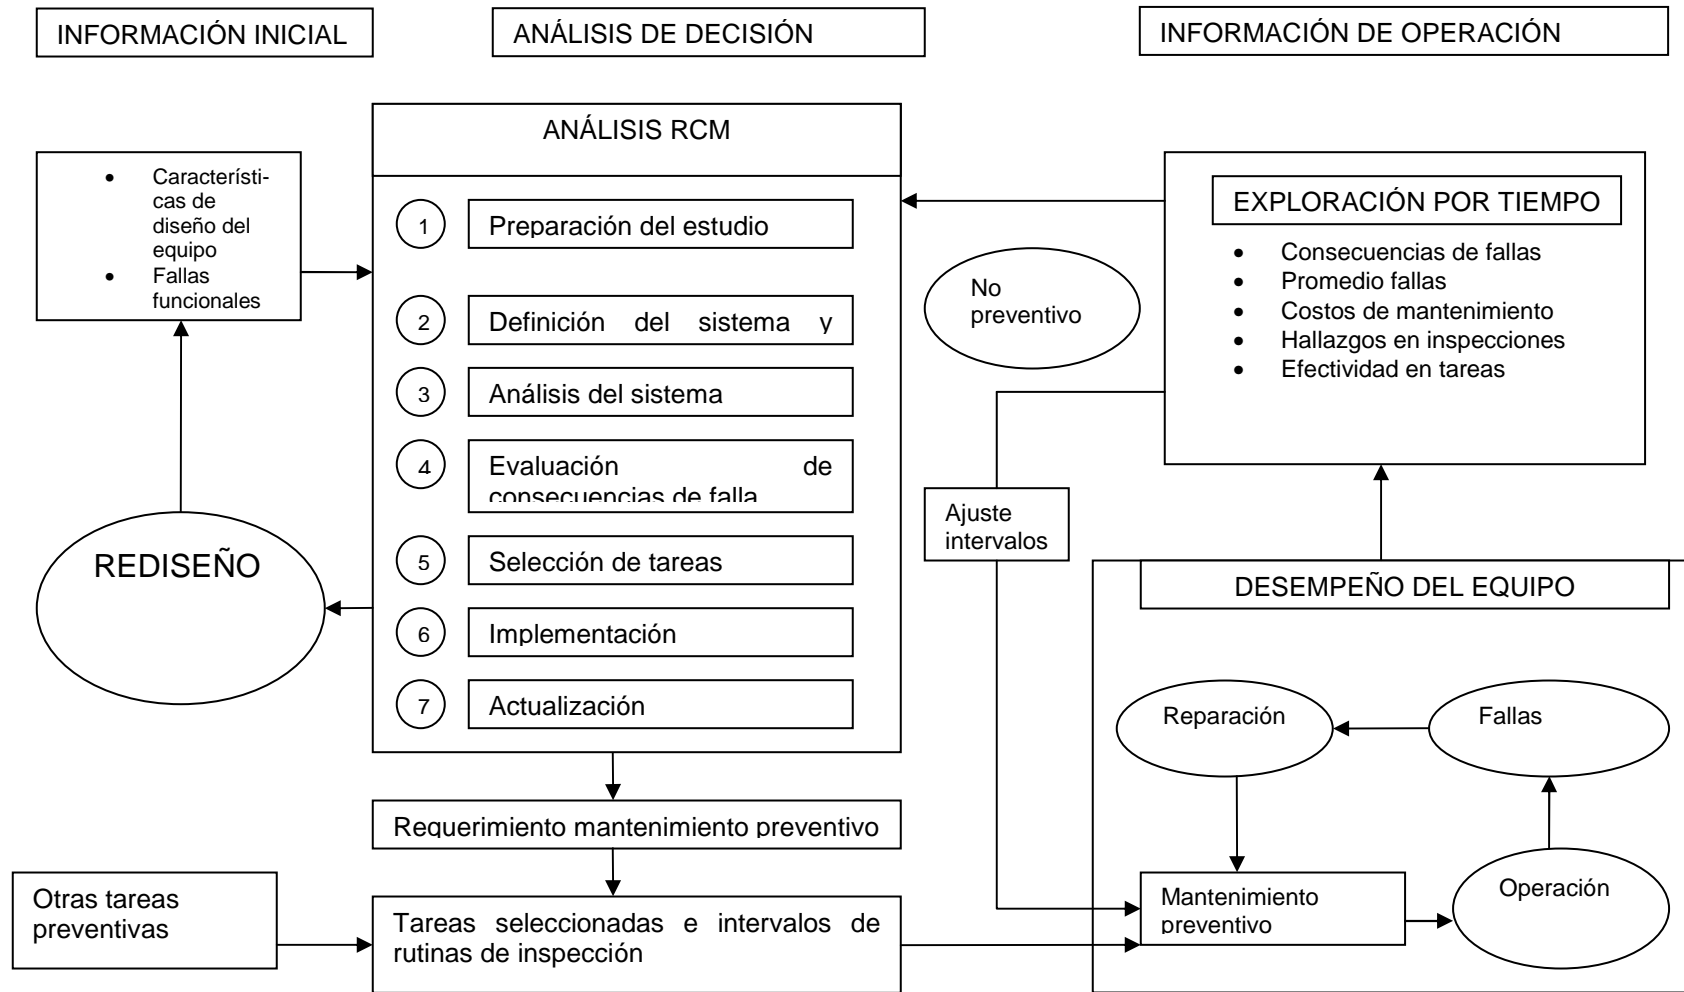 INFORMACIÓN INICIAL
ANÁLISIS DE DECISIÓN
INFORMACIÓN DE OPERACIÓN
• Característi-
cas de
diseño del
equipo
• Fallas
funcionales
REDISEÑO
ANÁLISIS RCM
1 Preparación del estudio
2 Definición del sistema y
3 Análisis del sistema
4 Evaluación de
consecuencias de falla
5 Selección de tareas
6 Implementación
7 Actualización
Requerimiento mantenimiento preventivo
Otras tareas
preventivas
Tareas seleccionadas e intervalos de
rutinas de inspección
No
preventivo
Ajuste
intervalos
EXPLORACIÓN POR TIEMPO
• Consecuencias de fallas
• Promedio fallas
• Costos de mantenimiento
• Hallazgos en inspecciones
• Efectividad en tareas
DESEMPEÑO DEL EQUIPO
Reparación
Fallas
Mantenimiento
preventivo
Operación